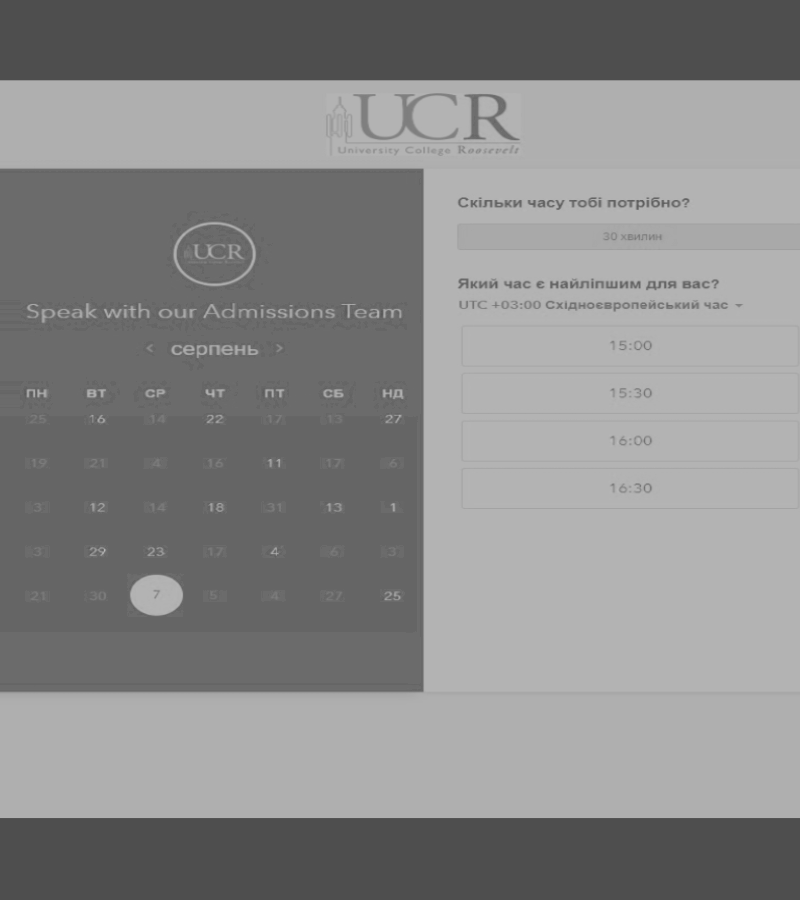 UCR
University College Roosevelt
UCR
Speak with our Admissions Team
< серпень >
ПН ВТ СР ЧТ ПТ СБ НД
25 16 14 22 17 13 27
19 21 4 16 11 17 6
3 12 14 18 31 13 1
3 29 23 17 4 6 3
21 30 7 5 4 27 25
Скільки часу тобі потрібно?
30 хвилин
Який час є найліпшим для вас?
UTC +03:00 Східноєвропейський час
15:00
15:30
16:00
16:30